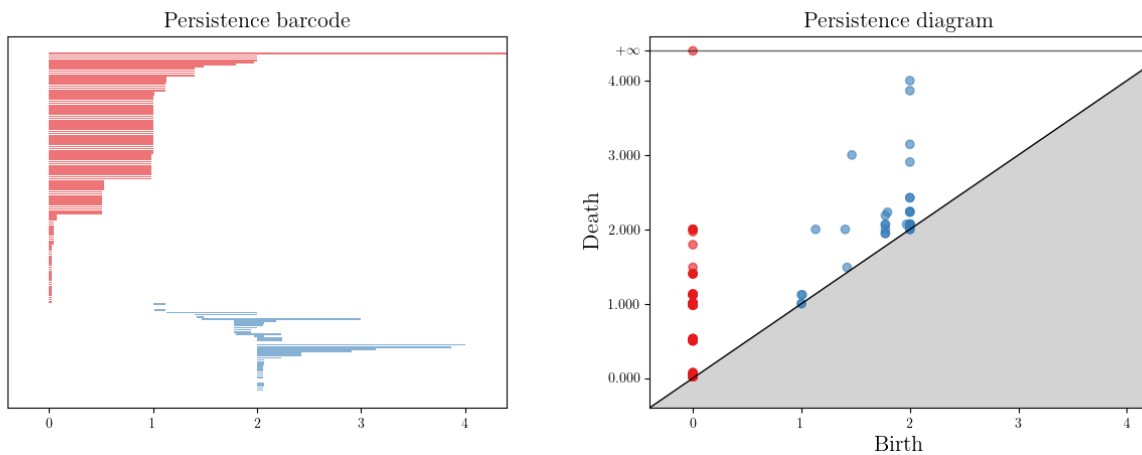 Persistence barcode
0 1 2 3 4
Persistence diagram
+∞
4.000
3.000
2.000
1.000
0.000
Death
0 1 2 3 4
Birth